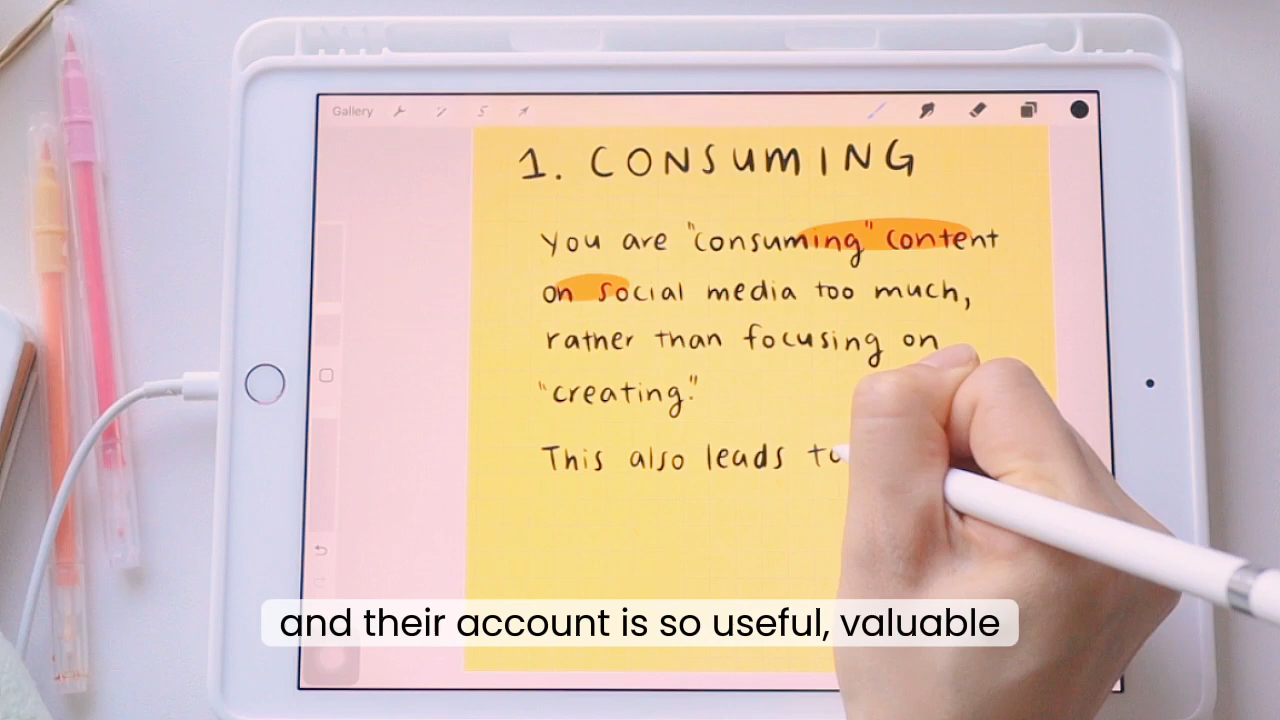 Gallery
1. CONSUMING
You are "consuming" content
on social media too much,
rather than focusing on
"creating."
This also leads to
and their account is so useful, valuable